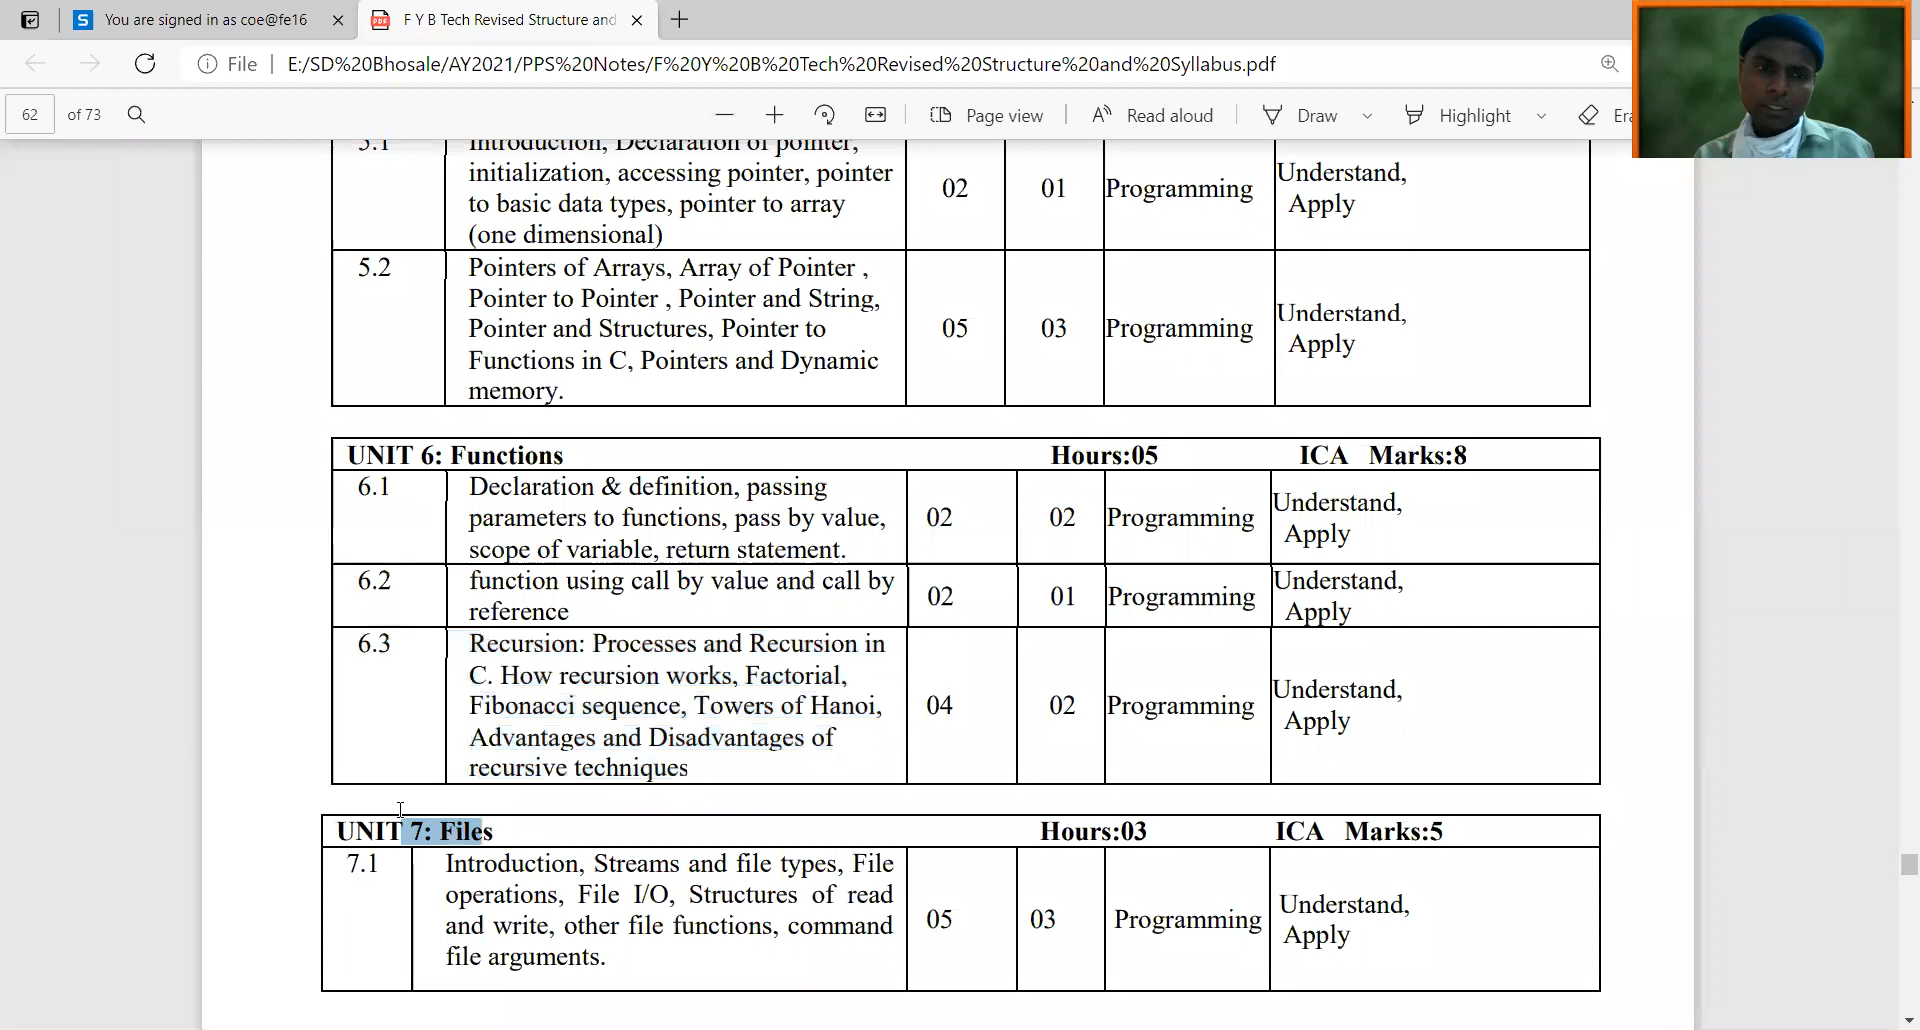 You are signed in as coe@fe16
F Y B Tech Revised Structure and
File
E:/SD%20Bhosale/AY2021/PPS%20Notes/F%20Y%20B%20Tech%20Revised%20Structure%20and%20Syllabus.pdf
62 of 73 Page view Read aloud Draw Highlight Era
5.1 Introduction, Declaration of pointer,
initialization, accessing pointer, pointer
to basic data types, pointer to array
(one dimensional)
02 01 Programming Understand,
Apply
5.2 Pointers of Arrays, Array of Pointer ,
Pointer to Pointer , Pointer and String,
Pointer and Structures, Pointer to
Functions in C, Pointers and Dynamic
memory.
05 03 Programming Understand,
Apply
UNIT 6: Functions Hours:05 ICA Marks:8
6.1 Declaration & definition, passing
parameters to functions, pass by value,
scope of variable, return statement.
02 02 Programming Understand,
Apply
6.2 function using call by value and call by
reference
02 01 Programming Understand,
Apply
6.3 Recursion: Processes and Recursion in
C. How recursion works, Factorial,
Fibonacci sequence, Towers of Hanoi,
Advantages and Disadvantages of
recursive techniques
04 02 Programming Understand,
Apply
UNIT 7: Files Hours:03 ICA Marks:5
7.1 Introduction, Streams and file types, File
operations, File I/O, Structures of read
and write, other file functions, command
file arguments.
05 03 Programming Understand,
Apply